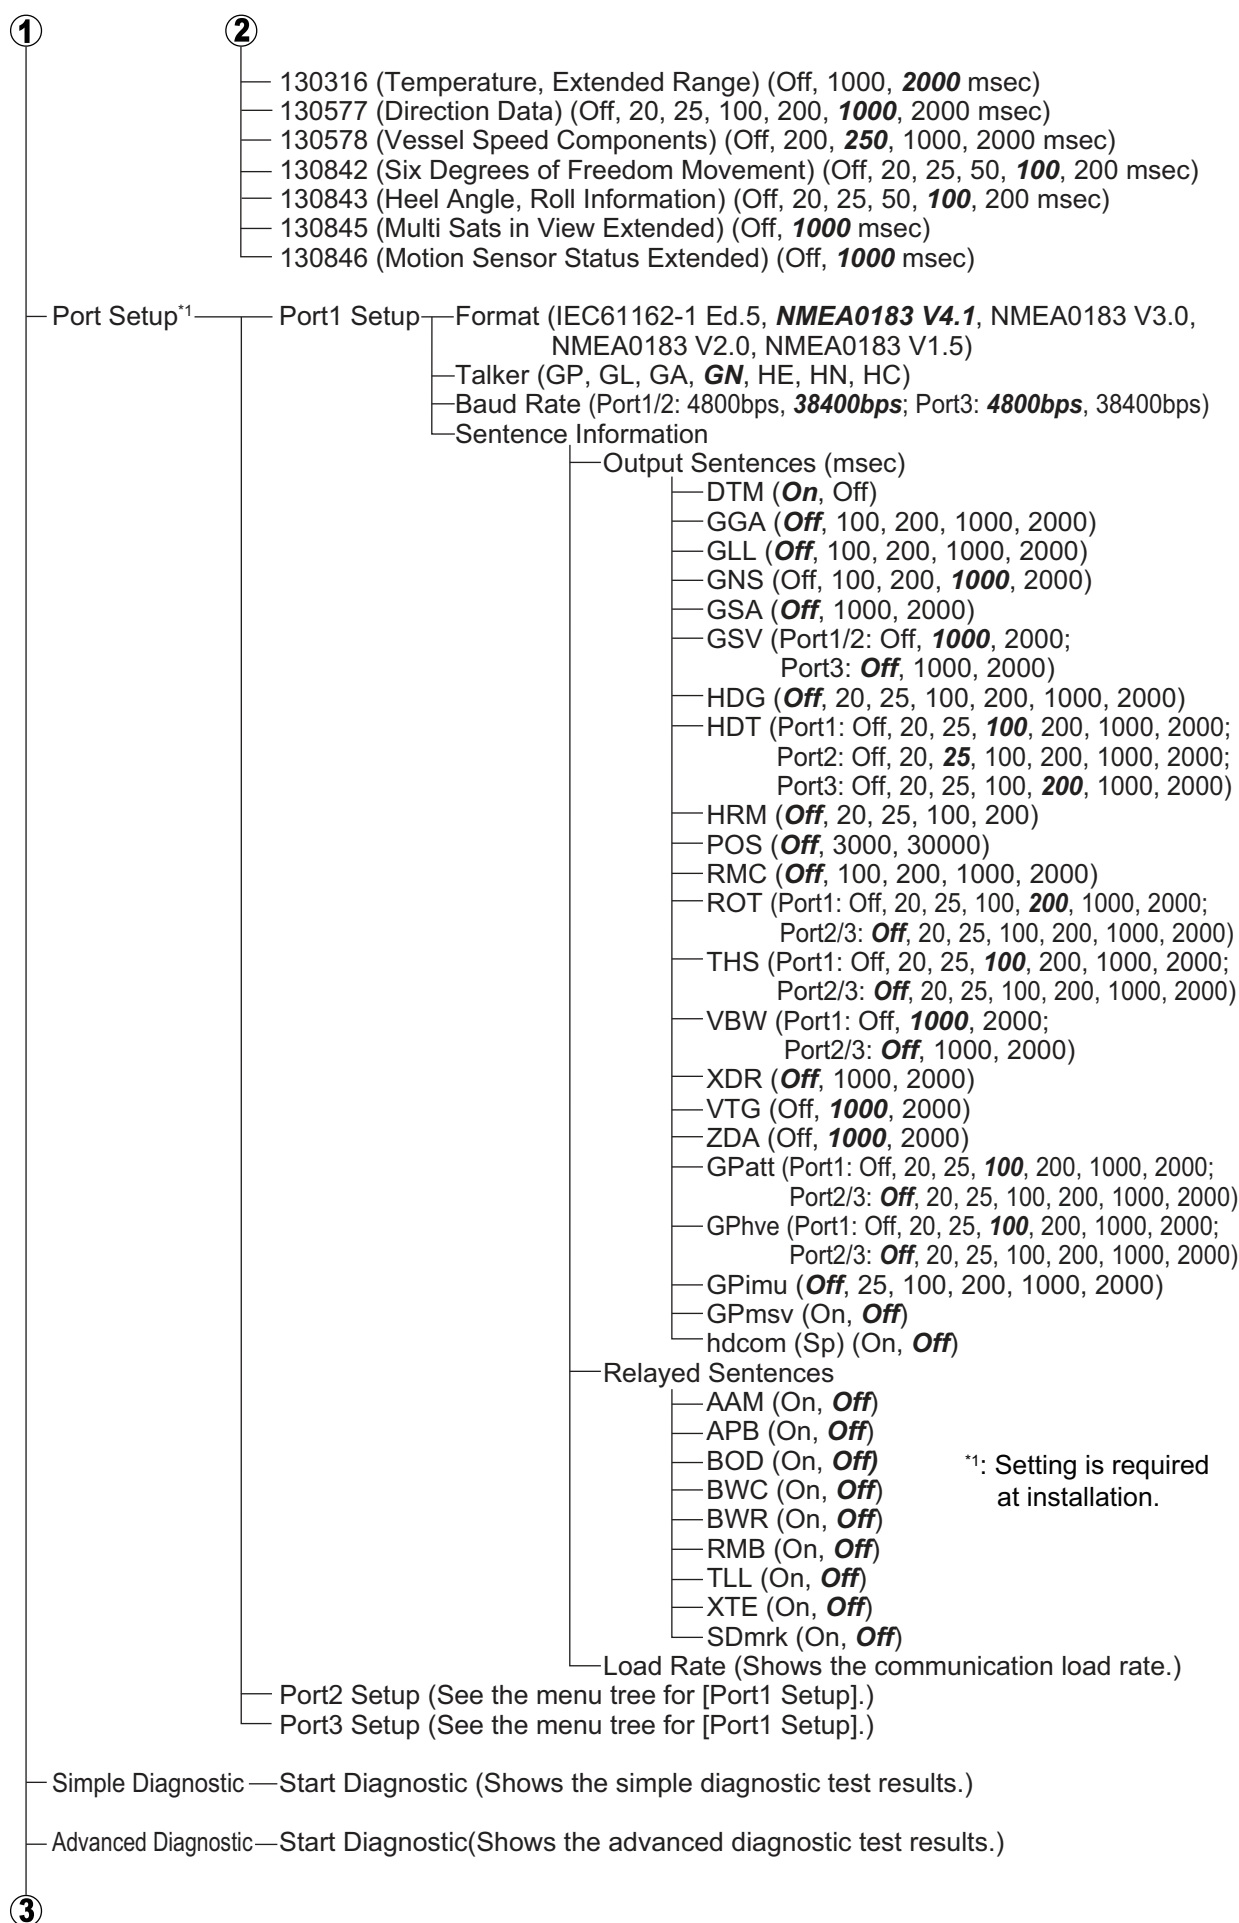 1 2
130316 (Temperature, Extended Range) (Off, 1000, 2000 msec)
130577 (Direction Data) (Off, 20, 25, 100, 200, 1000, 2000 msec)
130578 (Vessel Speed Components) (Off, 200, 250, 1000, 2000 msec)
130842 (Six Degrees of Freedom Movement) (Off, 20, 25, 50, 100, 200 msec)
130843 (Heel Angle, Roll Information) (Off, 20, 25, 50, 100, 200 msec)
130845 (Multi Sats in View Extended) (Off, 1000 msec)
130846 (Motion Sensor Status Extended) (Off, 1000 msec)
Port Setup*1 Port1 Setup Format (IEC61162-1 Ed.5, NMEA0183 V4.1, NMEA0183 V3.0,
NMEA0183 V2.0, NMEA0183 V1.5)
Talker (GP, GL, GA, GN, HE, HN, HC)
Baud Rate (Port1/2: 4800bps, 38400bps; Port3: 4800bps, 38400bps)
Sentence Information
Output Sentences (msec)
DTM (On, Off)
GGA (Off, 100, 200, 1000, 2000)
GLL (Off, 100, 200, 1000, 2000)
GNS (Off, 100, 200, 1000, 2000)
GSA (Off, 1000, 2000)
GSV (Port1/2: Off, 1000, 2000;
Port3: Off, 1000, 2000)
HDG (Off, 20, 25, 100, 200, 1000, 2000)
HDT (Port1: Off, 20, 25, 100, 200, 1000, 2000;
Port2: Off, 20, 25, 100, 200, 1000, 2000;
Port3: Off, 20, 25, 100, 200, 1000, 2000)
HRM (Off, 20, 25, 100, 200)
POS (Off, 3000, 30000)
RMC (Off, 100, 200, 1000, 2000)
ROT (Port1: Off, 20, 25, 100, 200, 1000, 2000;
Port2/3: Off, 20, 25, 100, 200, 1000, 2000)
THS (Port1: Off, 20, 25, 100, 200, 1000, 2000;
Port2/3: Off, 20, 25, 100, 200, 1000, 2000)
VBW (Port1: Off, 1000, 2000;
Port2/3: Off, 1000, 2000)
XDR (Off, 1000, 2000)
VTG (Off, 1000, 2000)
ZDA (Off, 1000, 2000)
GPatt (Port1: Off, 20, 25, 100, 200, 1000, 2000;
Port2/3: Off, 20, 25, 100, 200, 1000, 2000)
GPhve (Port1: Off, 20, 25, 100, 200, 1000, 2000;
Port2/3: Off, 20, 25, 100, 200, 1000, 2000)
GPimu (Off, 25, 100, 200, 1000, 2000)
GPmsv (On, Off)
hdcom (Sp) (On, Off)
Relayed Sentences
AAM (On, Off)
APB (On, Off)
BOD (On, Off)
BWC (On, Off)
BWR (On, Off)
RMB (On, Off)
TLL (On, Off)
XTE (On, Off)
SDmrk (On, Off)
*1: Setting is required
at installation.
Load Rate (Shows the communication load rate.)
Port2 Setup (See the menu tree for [Port1 Setup].)
Port3 Setup (See the menu tree for [Port1 Setup].)
Simple Diagnostic Start Diagnostic (Shows the simple diagnostic test results.)
Advanced Diagnostic Start Diagnostic(Shows the advanced diagnostic test results.)
3